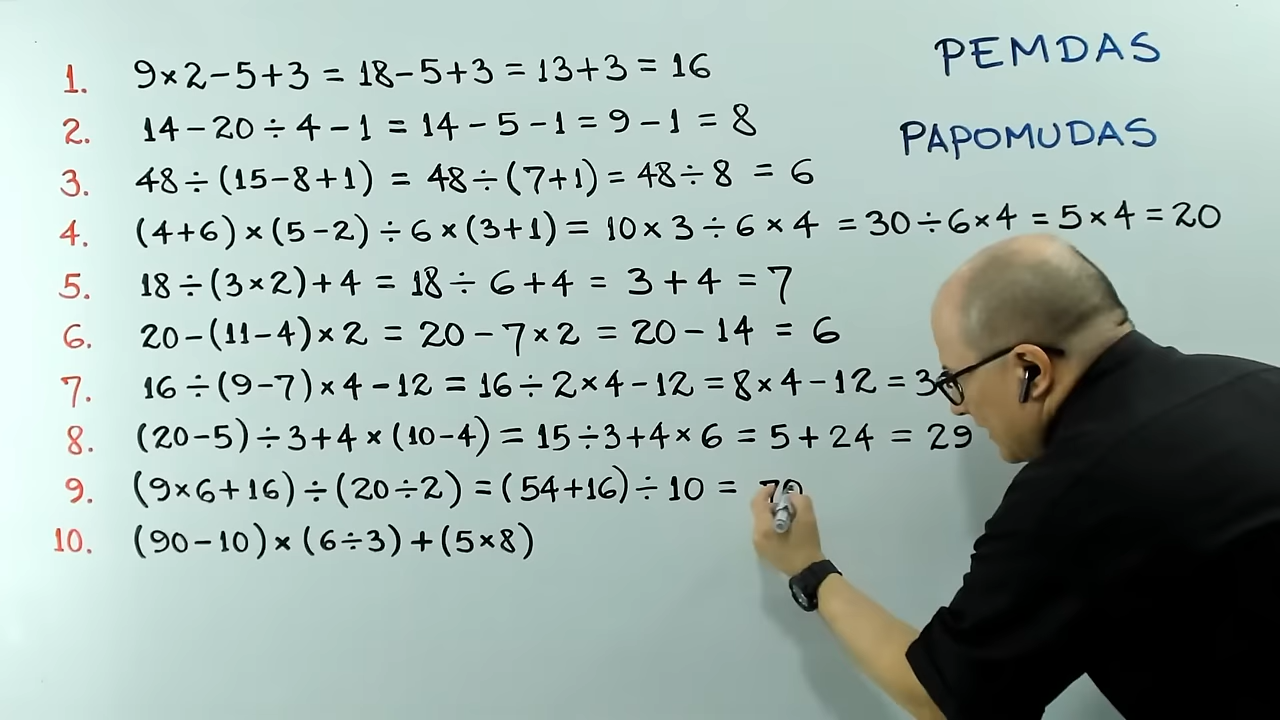 PEMDAS
PAPOMUDAS
1. 9×2-5+3 = 18-5+3 = 13+3 = 16
2. 14-20÷4-1 = 14-5-1 = 9-1 = 8
3. 48÷(15-8+1) = 48÷(7+1) = 48÷8 = 6
4. (4+6)×(5-2)÷6×(3+1) = 10×3÷6×4 = 30÷6×4 = 5×4 = 20
5. 18÷(3×2)+4 = 18÷6+4 = 3+4 = 7
6. 20-(11-4)×2 = 20-7×2 = 20-14 = 6
7. 16÷(9-7)×4-12 = 16÷2×4-12 = 8×4-12 = 3
8. (20-5)÷3+4×(10-4) = 15÷3+4×6 = 5+24 = 29
9. (9×6+16)÷(20÷2) = (54+16)÷10 = 70
10. (90-10)×(6÷3)+(5×8)